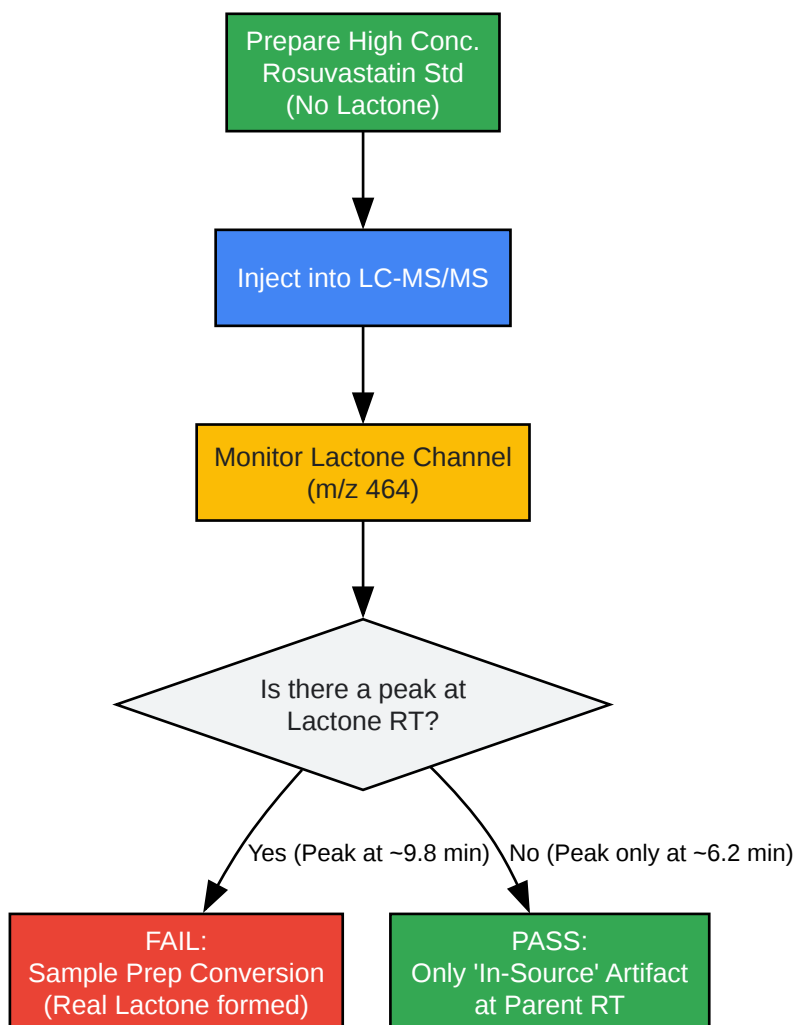 Prepare High Conc.
Rosuvastatin Std
(No Lactone)
Inject into LC-MS/MS
Monitor Lactone Channel
(m/z 464)
Is there a peak at
Lactone RT?
Yes (Peak at ~9.8 min)
No (Peak only at ~6.2 min)
FAIL:
Sample Prep Conversion
(Real Lactone formed)
PASS:
Only 'In-Source' Artifact
at Parent RT